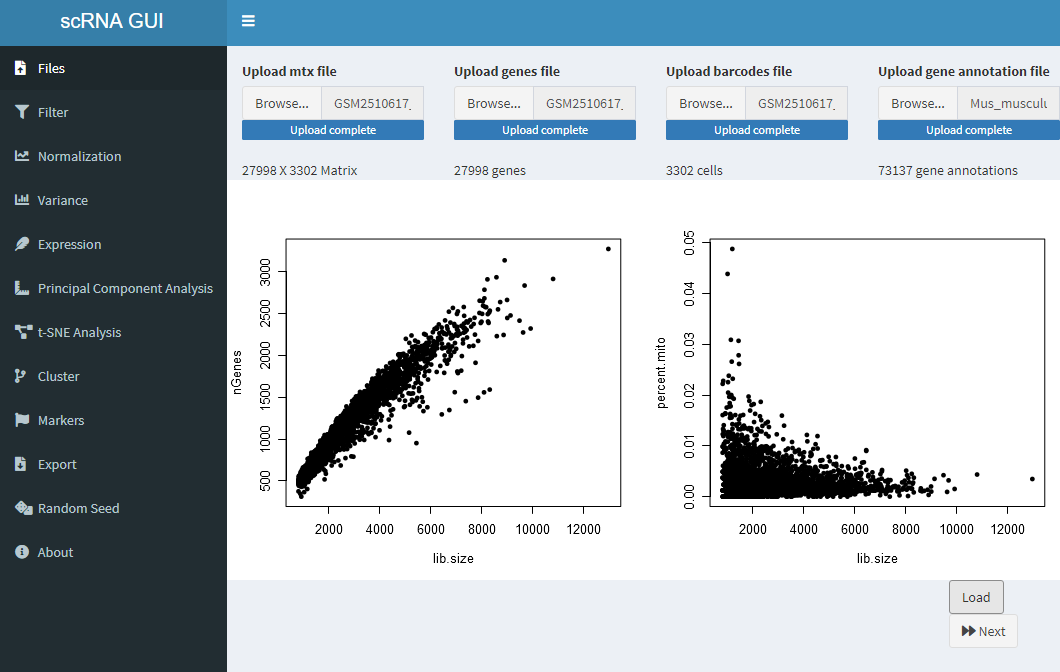 scRNA GUI
Files
Filter
Normalization
Variance
Expression
Principal Component Analysis
t-SNE Analysis
Cluster
Markers
Export
Random Seed
About
Upload mtx file
Browse... GSM2510617_
Upload complete
27998 X 3302 Matrix
Upload genes file
Browse... GSM2510617_
Upload complete
27998 genes
Upload barcodes file
Browse... GSM2510617_
Upload complete
3302 cells
Upload gene annotation file
Browse... Mus_muscul
Upload complete
73137 gene annotations
nGenes
3000
2500
2000
1500
1000
500
2000 4000 6000 8000 10000 12000
lib.size
percent.mito
0.05
0.04
0.03
0.02
0.01
0.00
2000 4000 6000 8000 10000 12000
lib.size
Load
Next